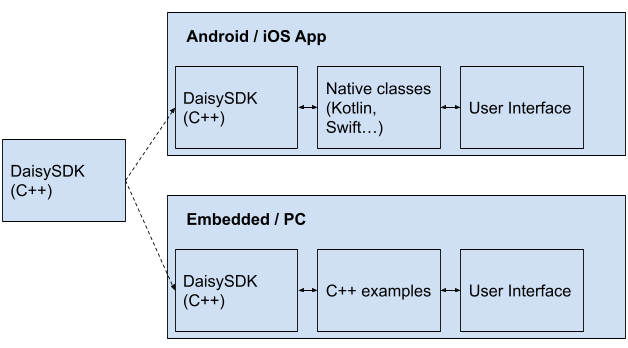 Android / iOS App
DaisySDK
(C++)
Native classes
(Kotlin,
Swift…)
User Interface
DaisySDK
(C++)
Embedded / PC
DaisySDK
(C++)
C++ examples
User Interface